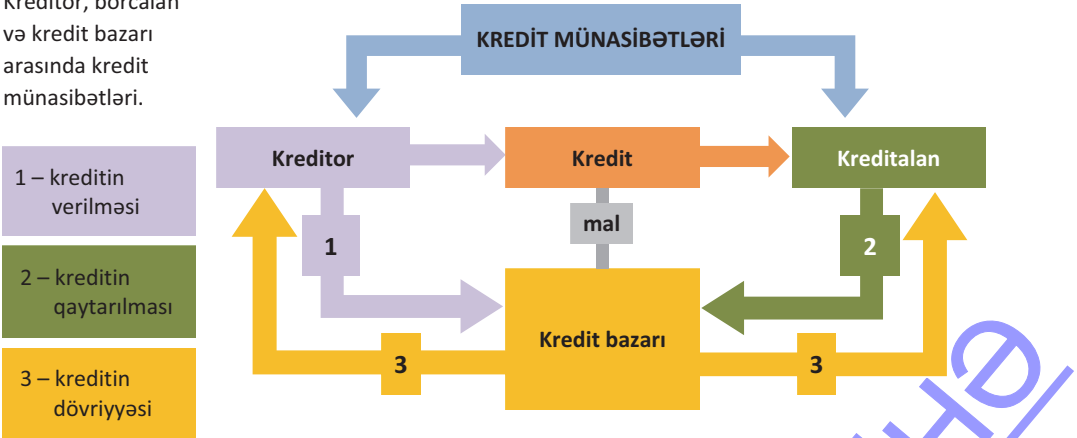 Kreditor, borcalan
və kredit bazarı
arasında kredit
münasibətləri.
1 – kreditin
verilməsi
2 – kreditin
qaytarılması
3 – kreditin
dövriyyəsi
KREDİT MÜNASİBƏTLƏRİ
Kreditor
Kredit
Kreditalan
mal
1
2
Kredit bazarı
3
3